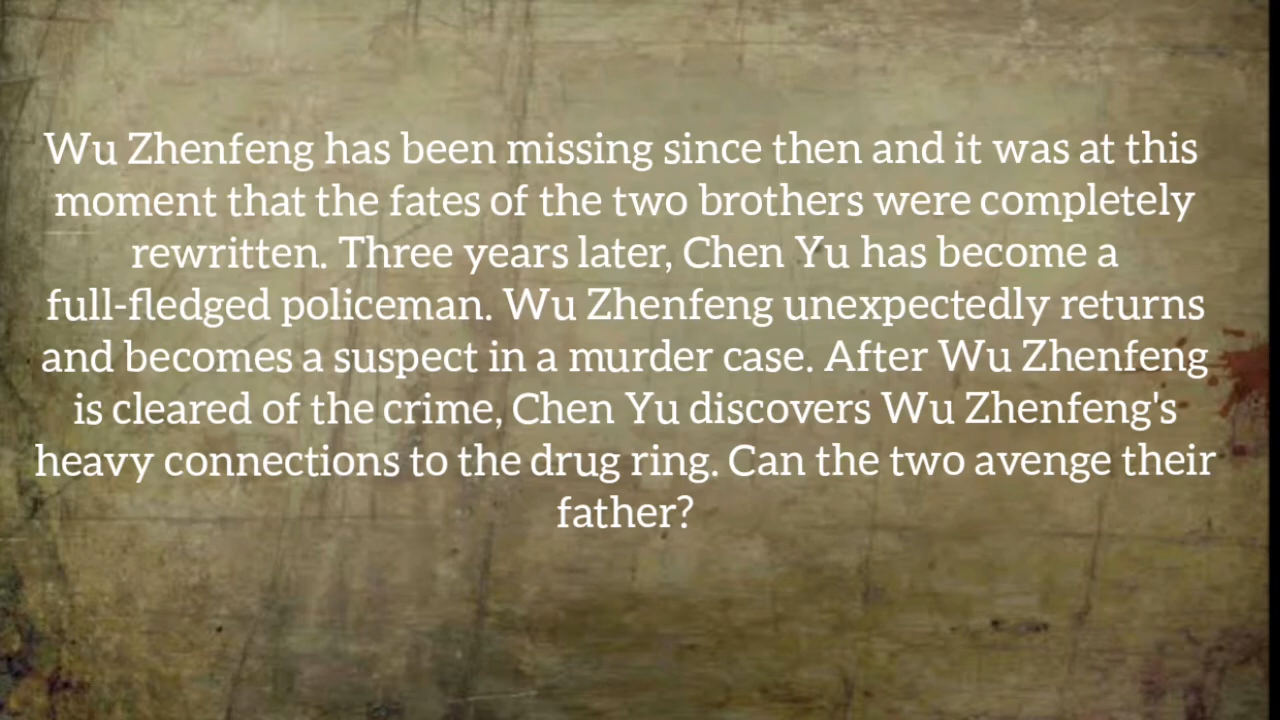 Wu Zhenfeng has been missing since then and it was at this
moment that the fates of the two brothers were completely
rewritten. Three years later, Chen Yu has become a
full-fledged policeman. Wu Zhenfeng unexpectedly returns
and becomes a suspect in a murder case. After Wu Zhenfeng
is cleared of the crime, Chen Yu discovers Wu Zhenfeng's
heavy connections to the drug ring. Can the two avenge their
father?